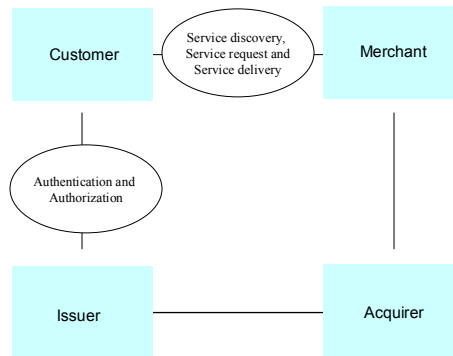 Customer
Service discovery,
Service request and
Service delivery
Merchant
Authentication and
Authorization
Issuer
Acquirer